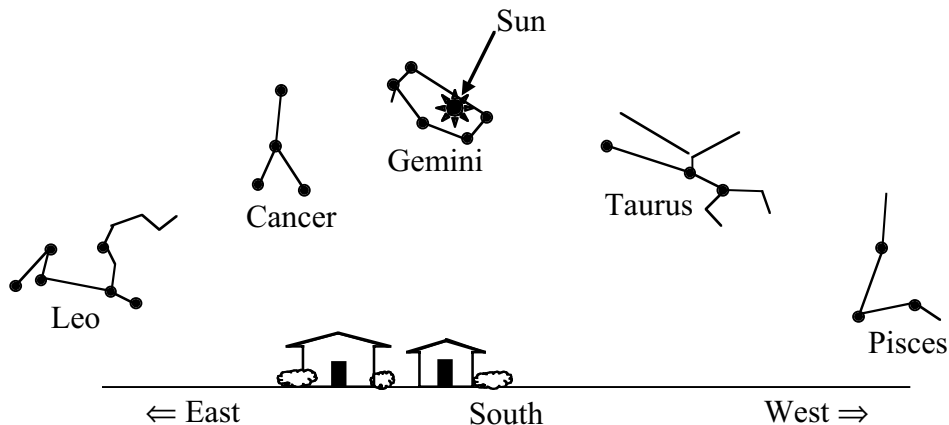 Sun
Gemini
Cancer
Taurus
Leo
Pisces
⇐ East
South
West ⇒